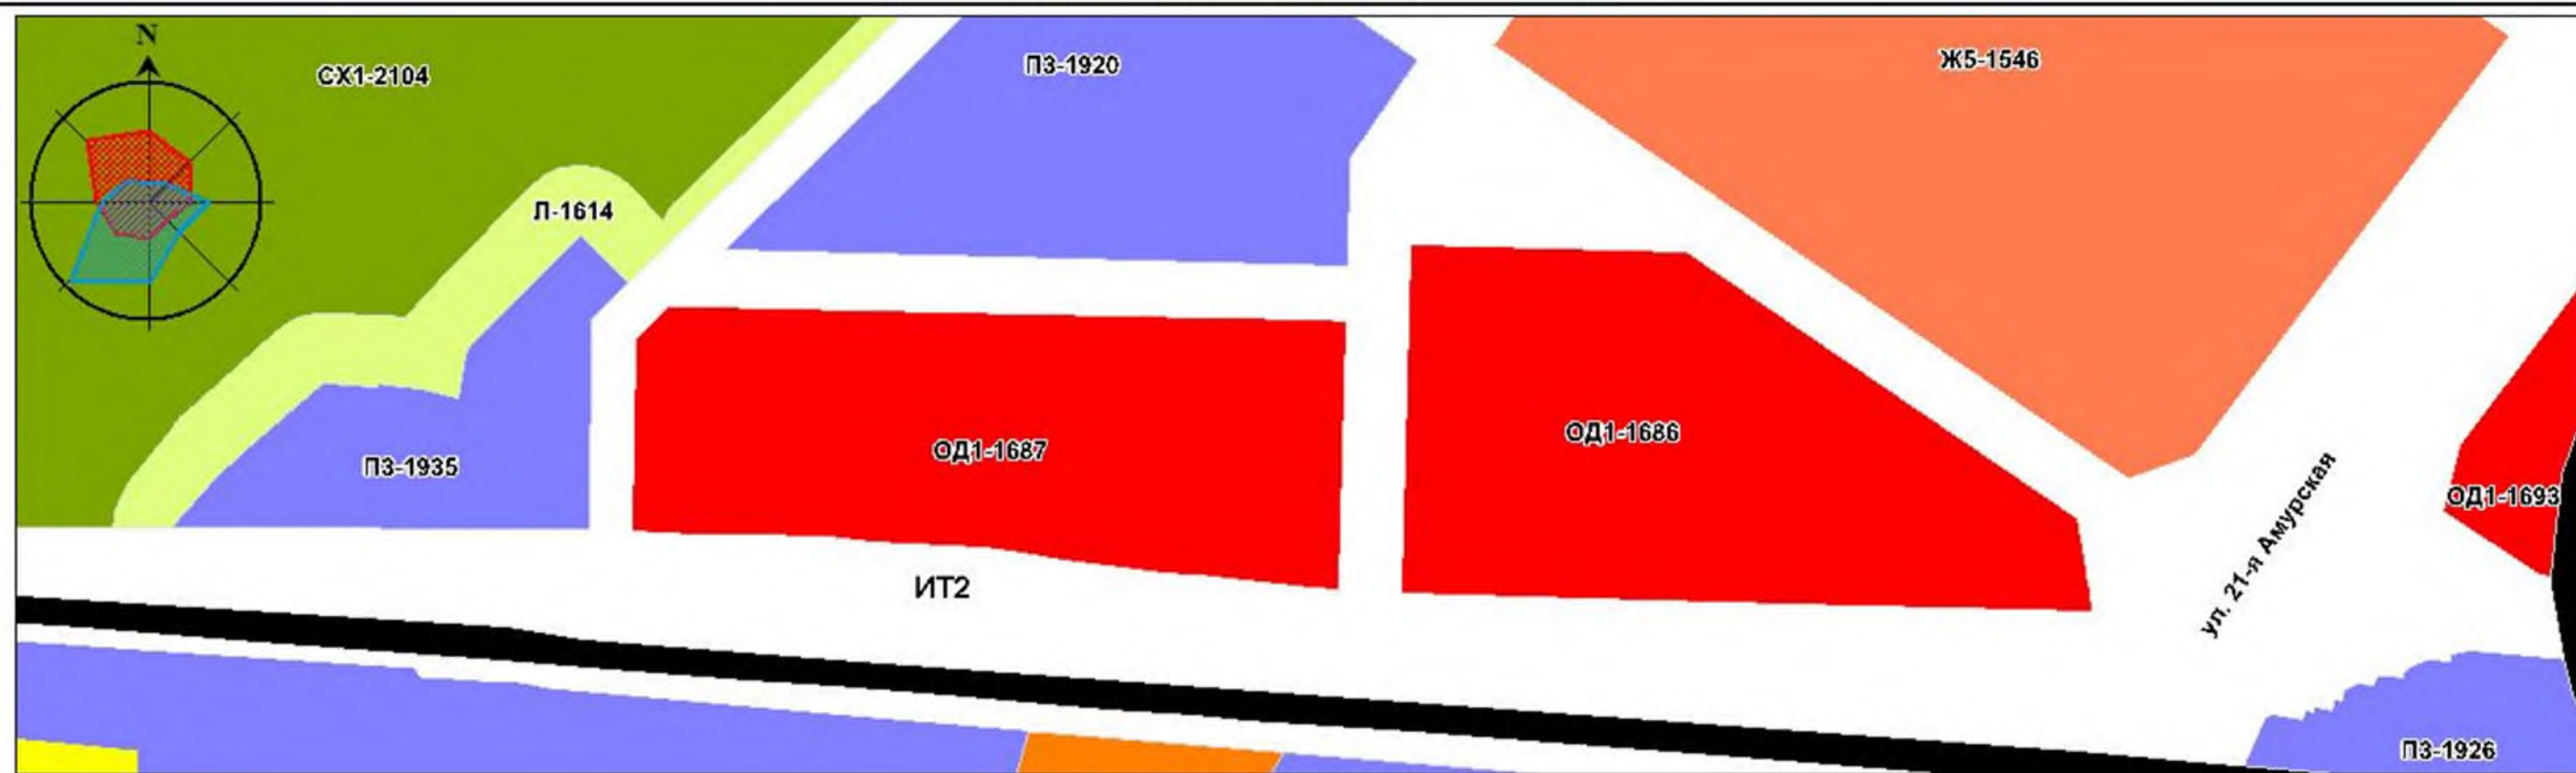 N
СХ1-2104
П3-1920
Ж5-1546
Л-1614
П3-1935
ОД1-1687
ОД1-1686
ОД1-1693
ул. 21-я Амурская
ИТ2
П3-1926